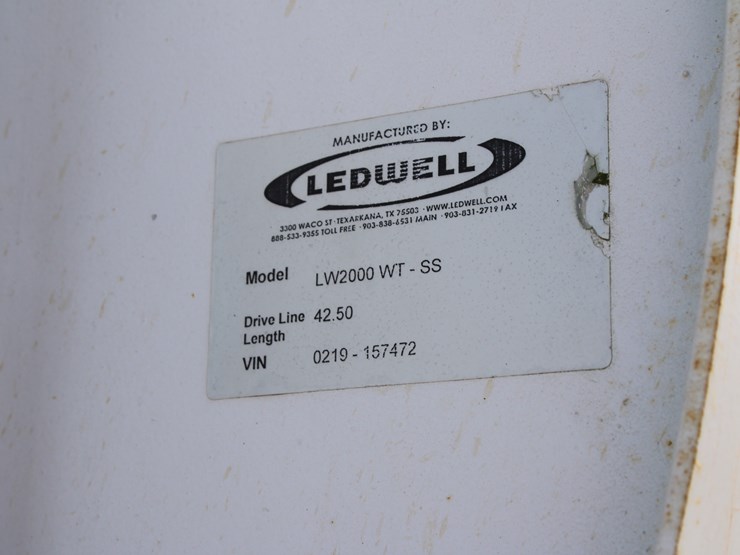 MANUFACTURED BY:
LEDWELL
3300 WACO ST · TEXARKANA, TX 75503 · WWW.LEDWELL.COM
888-533-9355 TOLL FREE · 903-838-6531 MAIN · 903-831-2719 FAX
Model LW2000 WT - SS
Drive Line 42.50
Length
VIN 0219 - 157472